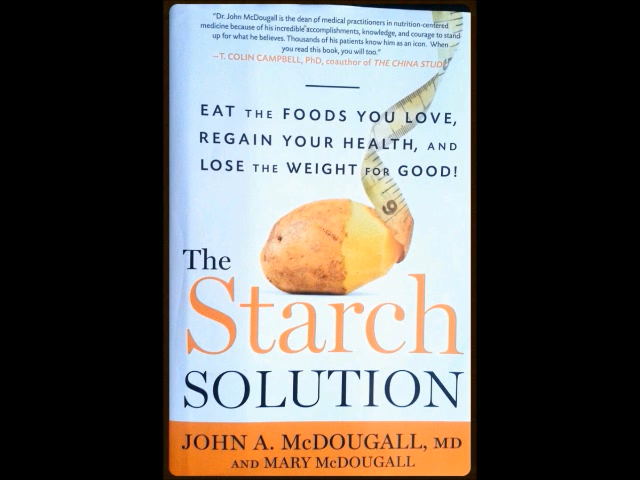 "Dr. John McDougall is the dean of medical practitioners in nutrition-centered
medicine because of his incredible accomplishments, knowledge, and courage to stand
up for what he believes. Thousands of his patients know him as an icon. When
you read this book, you will too."
—T. COLIN CAMPBELL, PhD, coauthor of THE CHINA STUDY
EAT THE FOODS YOU LOVE,
REGAIN YOUR HEALTH, AND
LOSE THE WEIGHT FOR GOOD!
9
The
Starch
SOLUTION
JOHN A. McDOUGALL, MD
AND MARY McDOUGALL